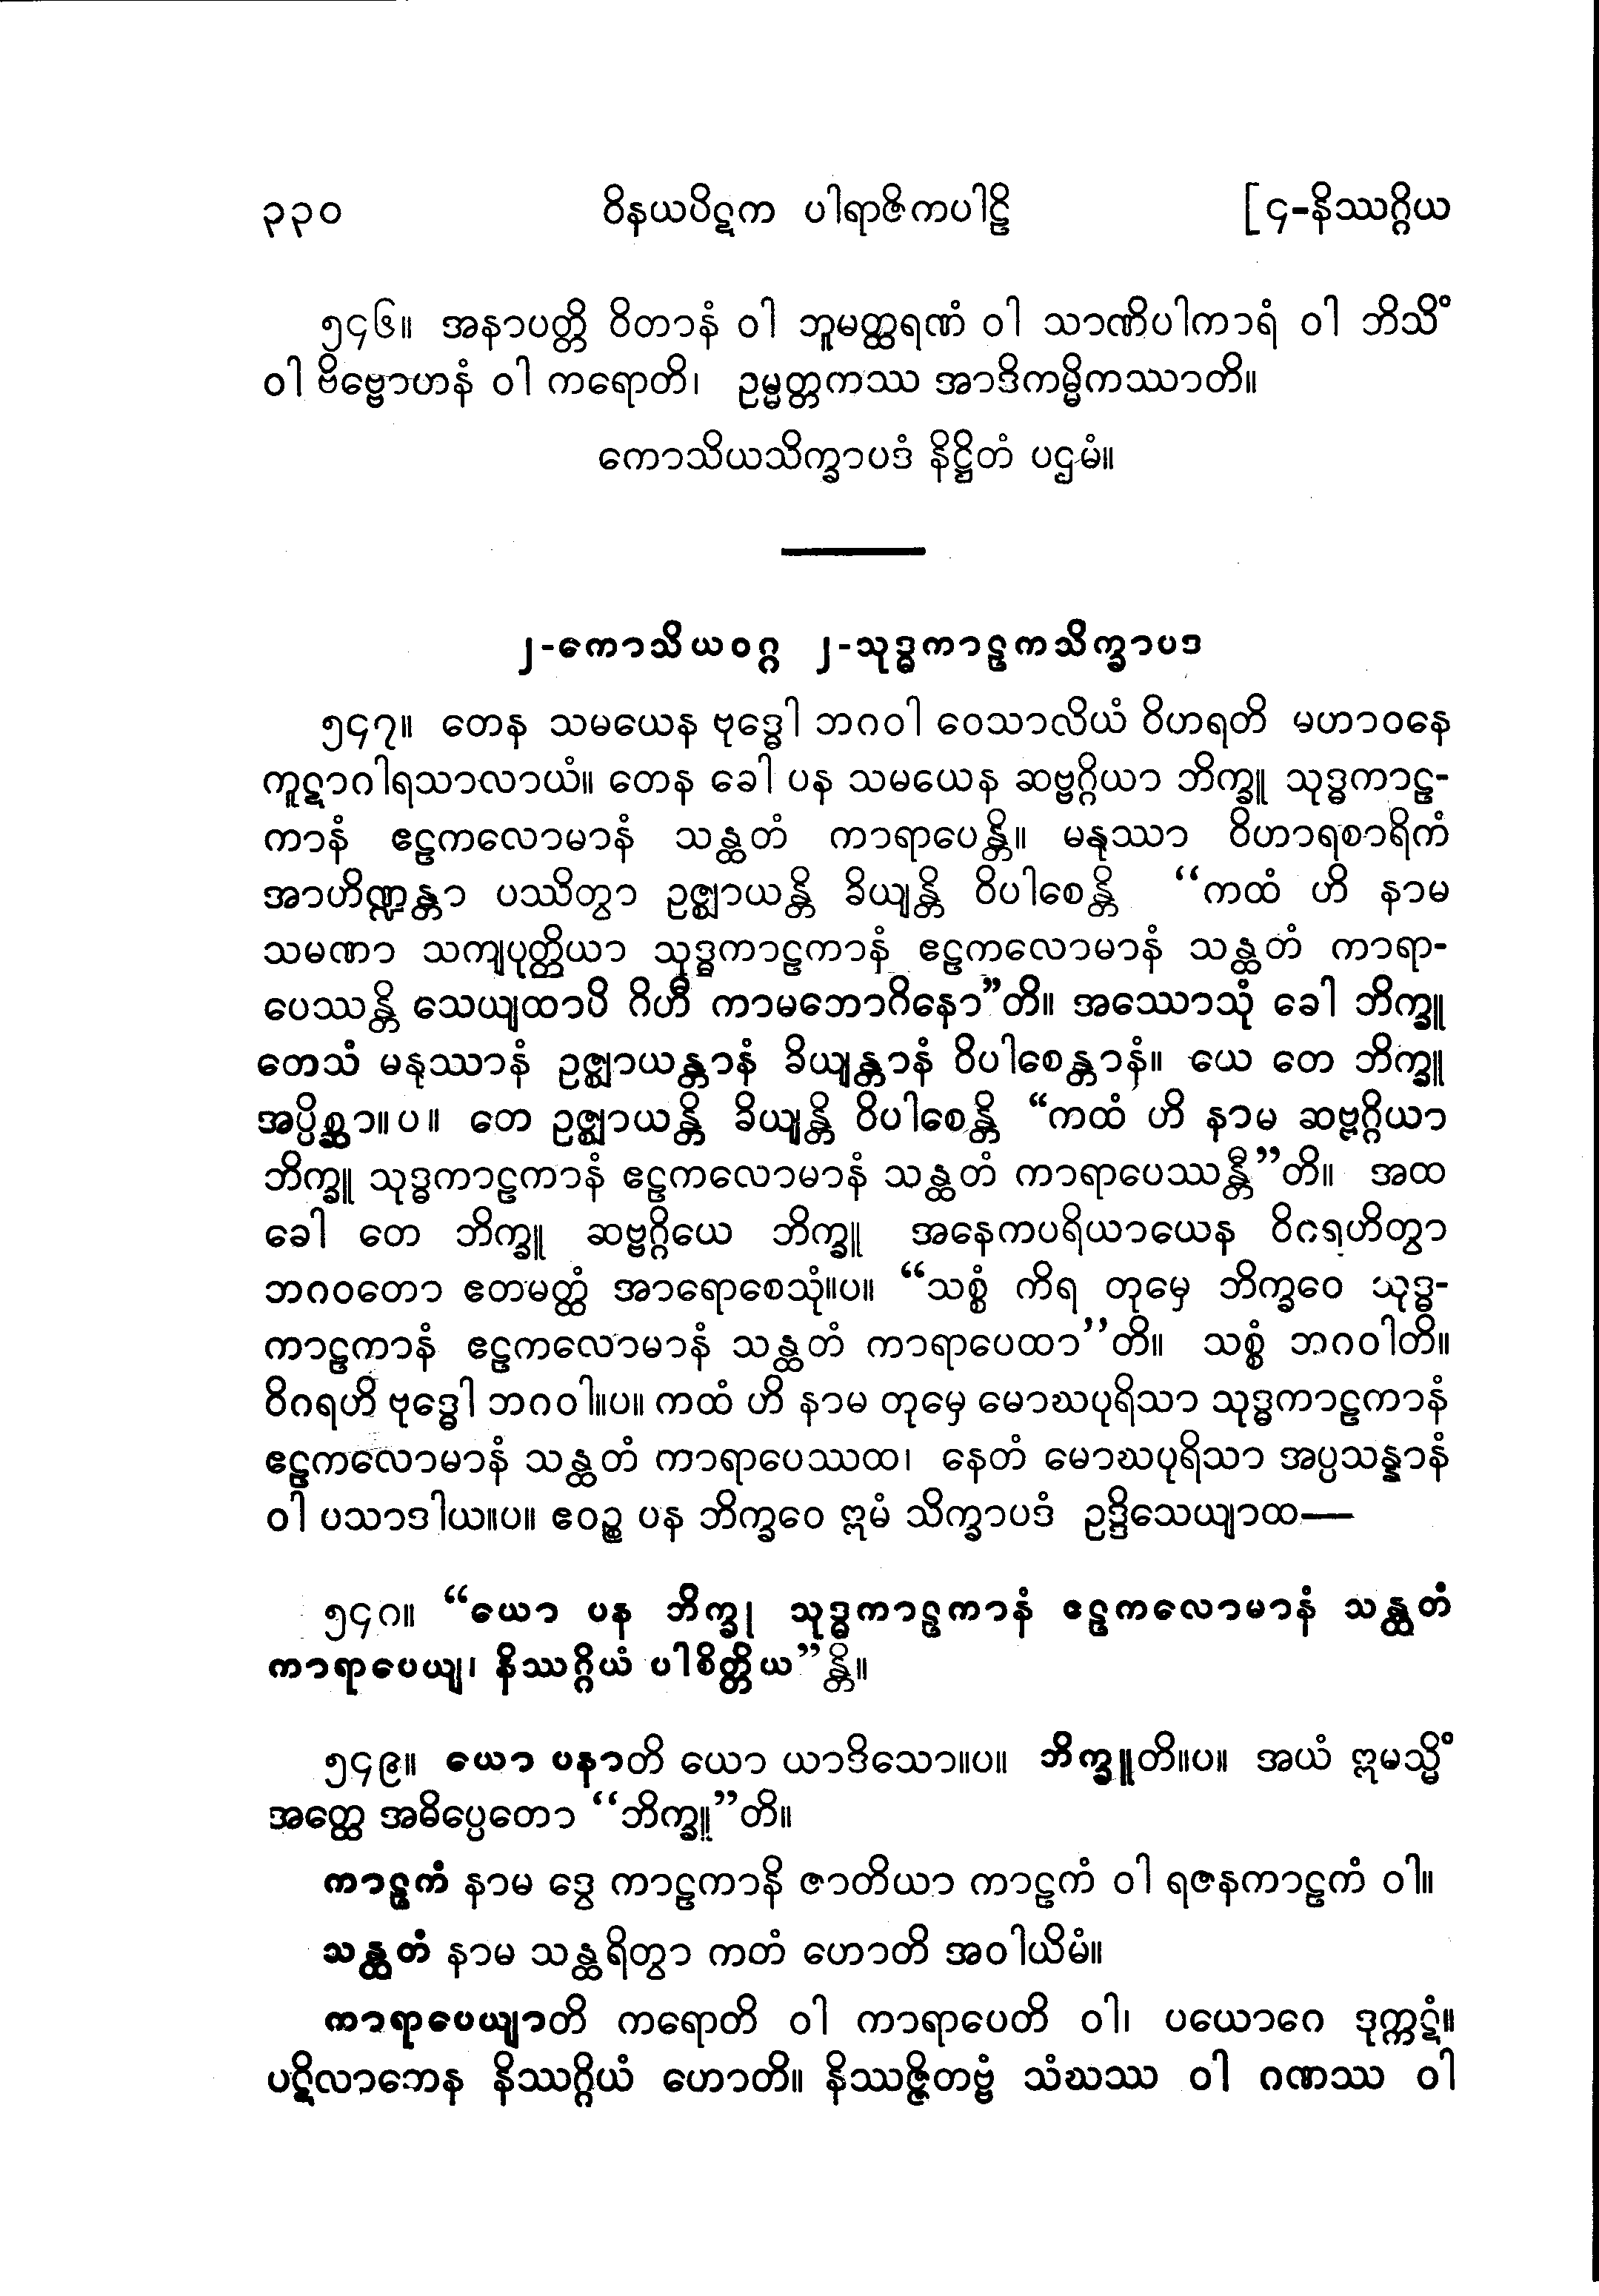 ၃၃၀ ဝိနယပိဋက ပါရာဇိကပါဠိ [၄-နိဿဂ္ဂိယ
၅၄၆။ အနာပတ္တိ ဝိတာနံ ဝါ ဘူမတ္ထရဏံ ဝါ သာဏိပါကာရံ ဝါ ဘိသိံ
ဝါ ဗိဗ္ဗောဟနံ ဝါ ကရောတိ၊ ဥမ္မတ္တကဿ အာဒိကမ္မိကဿာတိ။
ကောသိယသိက္ခာပဒံ နိဋ္ဌိတံ ပဌမံ။
၂-ကောသိယဝဂ္ဂ ၂-သုဒ္ဓကာဠကသိက္ခာပဒ
၅၄၇။ တေန သမယေန ဗုဒ္ဓေါ ဘဂဝါ ဝေသာလိယံ ဝိဟရတိ မဟာဝနေ
ကူဋာဂါရသာလာယံ။ တေန ခေါ ပန သမယေန ဆဗ္ဗဂ္ဂိယာ ဘိက္ခူ သုဒ္ဓကာဠ-
ကာနံ ဧဠကလောမာနံ သန္ထတံ ကာရာပေန္တိ။ မနုဿာ ဝိဟာရစာရိကံ
အာဟိဏ္ဍန္တာ ပဿိတွာ ဥဇ္ဈာယန္တိ ခိယျန္တိ ဝိပါစေန္တိ “ကထံ ဟိ နာမ
သမဏာ သကျပုတ္တိယာ သုဒ္ဓကာဠကာနံ ဧဠကလောမာနံ သန္ထတံ ကာရာ-
ပေဿန္တိ သေယျထာပိ ဂိဟီ ကာမဘောဂိနော”တိ။ အဿောသုံ ခေါ ဘိက္ခူ
တေသံ မနုဿာနံ ဥဇ္ဈာယန္တာနံ ခိယျန္တာနံ ဝိပါစေန္တာနံ။ ယေ တေ ဘိက္ခူ
အပ္ပိစ္ဆာ။ပ။ တေ ဥဇ္ဈာယန္တိ ခိယျန္တိ ဝိပါစေန္တိ “ကထံ ဟိ နာမ ဆဗ္ဗဂ္ဂိယာ
ဘိက္ခူ သုဒ္ဓကာဠကာနံ ဧဠကလောမာနံ သန္ထတံ ကာရာပေဿန္တီ”တိ။ အထ
ခေါ တေ ဘိက္ခူ ဆဗ္ဗဂ္ဂိယေ ဘိက္ခူ အနေကပရိယာယေန ဝိဂရဟိတွာ
ဘဂဝတော ဧတမတ္ထံ အာရောစေသုံ။ပ။ “သစ္စံ ကိရ တုမှေ ဘိက္ခဝေ သုဒ္ဓ-
ကာဠကာနံ ဧဠကလောမာနံ သန္ထတံ ကာရာပေထာ”တိ။ သစ္စံ ဘဂဝါတိ။
ဝိဂရဟိ ဗုဒ္ဓေါ ဘဂဝါ။ပ။ ကထံ ဟိ နာမ တုမှေ မောဃပုရိသာ သုဒ္ဓကာဠကာနံ
ဧဠကလောမာနံ သန္ထတံ ကာရာပေဿထ၊ နေတံ မောဃပုရိသာ အပ္ပသန္နာနံ
ဝါ ပသာဒါယ။ပ။ ဧဝဉ္စ ပန ဘိက္ခဝေ ဣမံ သိက္ခာပဒံ ဥဒ္ဒိသေယျာထ—
၅၄၈။ “ယော ပန ဘိက္ခု သုဒ္ဓကာဠကာနံ ဧဠကလောမာနံ သန္ထတံ
ကာရာပေယျ၊ နိဿဂ္ဂိယံ ပါစိတ္တိယ”န္တိ။
၅၄၉။ ယော ပနာတိ ယော ယာဒိသော။ပ။ ဘိက္ခူတိ။ပ။ အယံ ဣမသ္မိံ
အတ္ထေ အဓိပ္ပေတော “ဘိက္ခူ”တိ။
ကာဠကံ နာမ ဒွေ ကာဠကာနိ ဇာတိယာ ကာဠကံ ဝါ ရဇနကာဠကံ ဝါ။
သန္ထတံ နာမ သန္ထရိတွာ ကတံ ဟောတိ အဝါယိမံ။
ကာရာပေယျာတိ ကရောတိ ဝါ ကာရာပေတိ ဝါ၊ ပယောဂေ ဒုက္ကဋံ။
ပဋိလာဘေန နိဿဂ္ဂိယံ ဟောတိ။ နိဿဇ္ဇိတဗ္ဗံ သံဃဿ ဝါ ဂဏဿ ဝါ